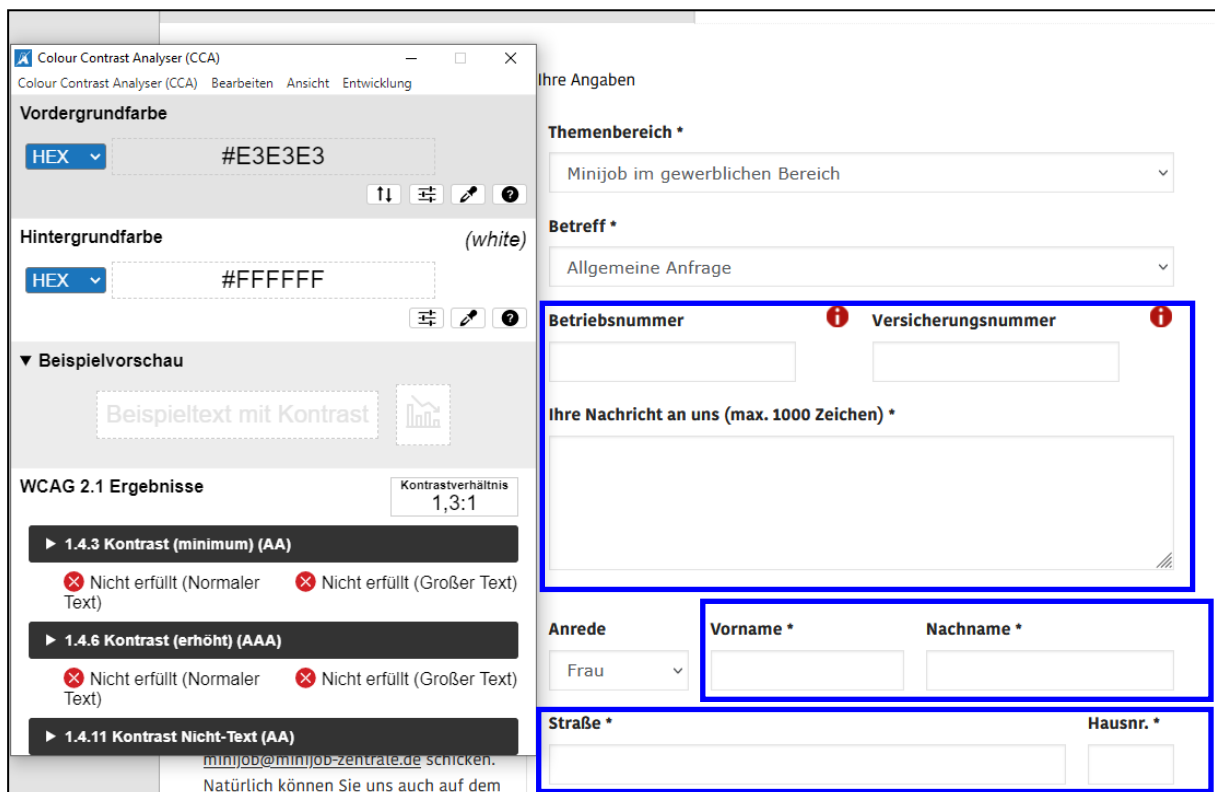 Colour Contrast Analyser (CCA)
Colour Contrast Analyser (CCA) Bearbeiten Ansicht Entwicklung
Vordergrundfarbe
HEX #E3E3E3
Hintergrundfarbe (white)
HEX #FFFFFF
Beispielvorschau
Beispieltext mit Kontrast
WCAG 2.1 Ergebnisse
Kontrastverhältnis
1,3:1
1.4.3 Kontrast (minimum) (AA)
Nicht erfüllt (Normaler Text)
Nicht erfüllt (Großer Text)
1.4.6 Kontrast (erhöht) (AAA)
Nicht erfüllt (Normaler Text)
Nicht erfüllt (Großer Text)
1.4.11 Kontrast Nicht-Text (AA)
minijob@minijob-zentrale.de schicken.
Natürlich können Sie uns auch auf dem
Ihre Angaben
Themenbereich *
Minijob im gewerblichen Bereich
Betreff *
Allgemeine Anfrage
Betriebsnummer
Versicherungsnummer
Ihre Nachricht an uns (max. 1000 Zeichen) *
Anrede
Vorname *
Nachname *
Frau
Straße *
Hausnr. *